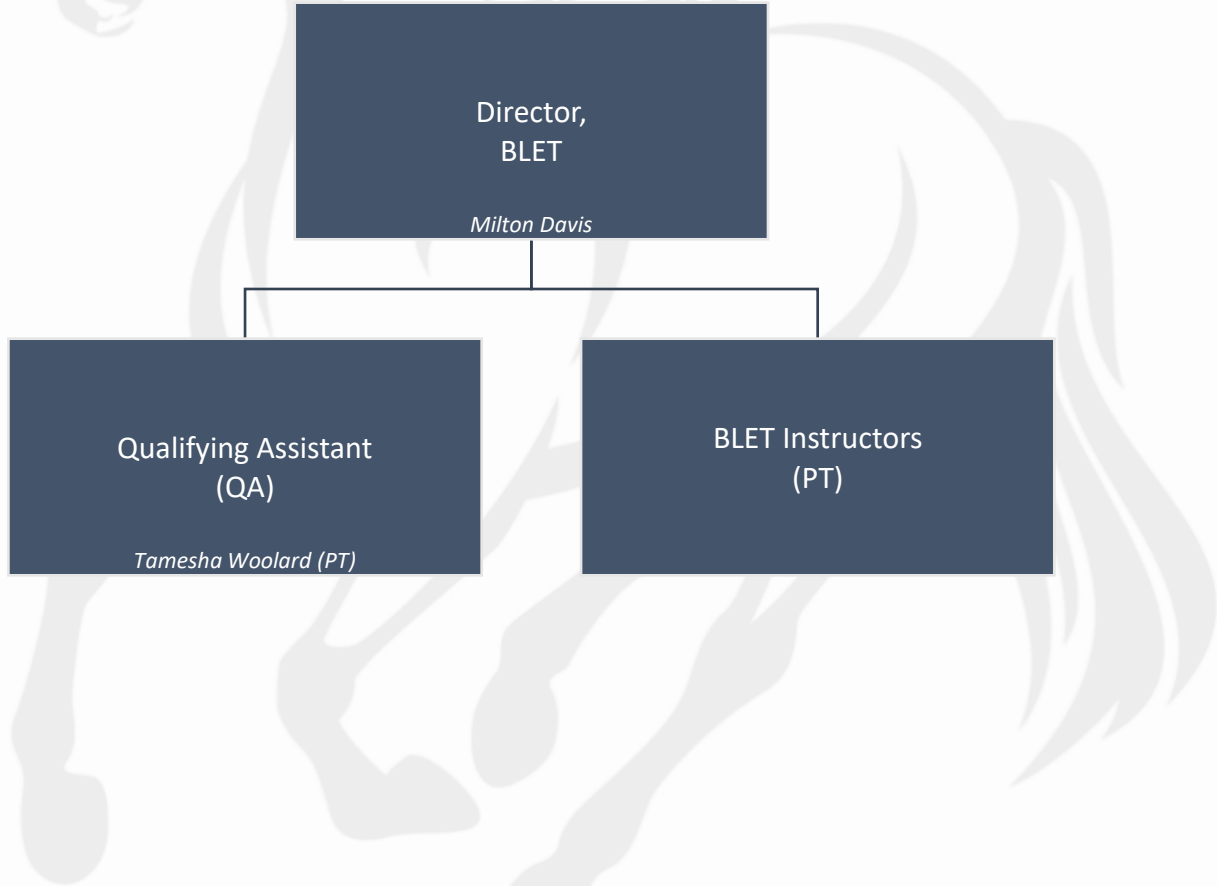 Director,
BLET
Milton Davis
Qualifying Assistant
(QA)
Tamesha Woolard (PT)
BLET Instructors
(PT)